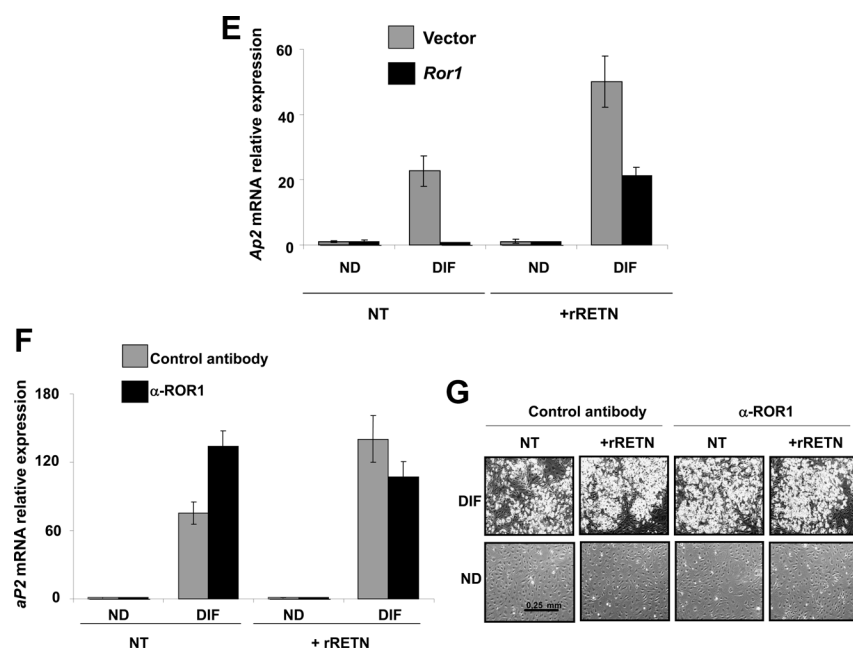 E
Vector
Ror1
Ap2 mRNA relative expression
60
40
20
0
ND DIF ND DIF
NT +rRETN
F
Control antibody
α-ROR1
aP2 mRNA relative expression
180
120
60
0
ND DIF ND DIF
NT + rRETN
G
Control antibody α-ROR1
NT +rRETN NT +rRETN
DIF
ND
0.25 mm